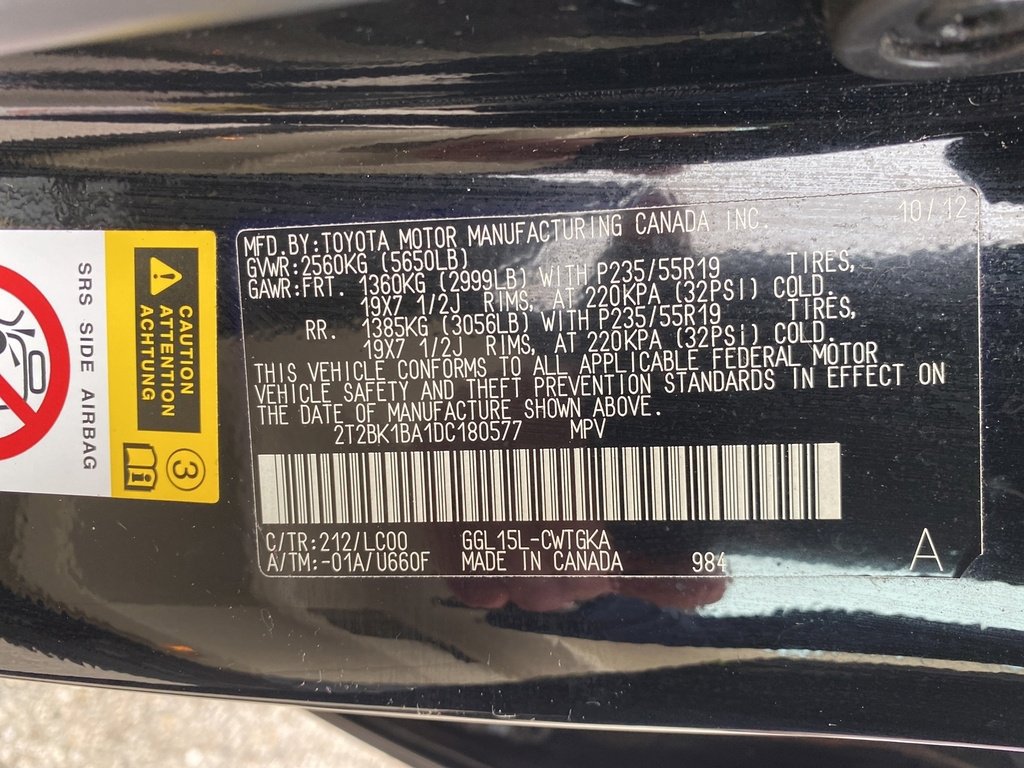 10/12
MFD.BY:TOYOTA MOTOR MANUFACTURING CANADA INC.
GVWR:2560KG (5650LB)
GAWR:FRT. 1360KG (2999LB) WITH P235/55R19 TIRES,
19X7 1/2J RIMS, AT 220KPA (32PSI) COLD.
RR. 1385KG (3056LB) WITH P235/55R19 TIRES,
19X7 1/2J RIMS, AT 220KPA (32PSI) COLD.
THIS VEHICLE CONFORMS TO ALL APPLICABLE FEDERAL MOTOR
VEHICLE SAFETY AND THEFT PREVENTION STANDARDS IN EFFECT ON
THE DATE OF MANUFACTURE SHOWN ABOVE.
2T2BK1BA1DC180577 MPV
C/TR:212/LC00 GGL15L-CWTGKA
A/TM:-01A/U660F MADE IN CANADA 984 A
CAUTION
ATTENTION
ACHTUNG
3
SRS SIDE AIRBAG